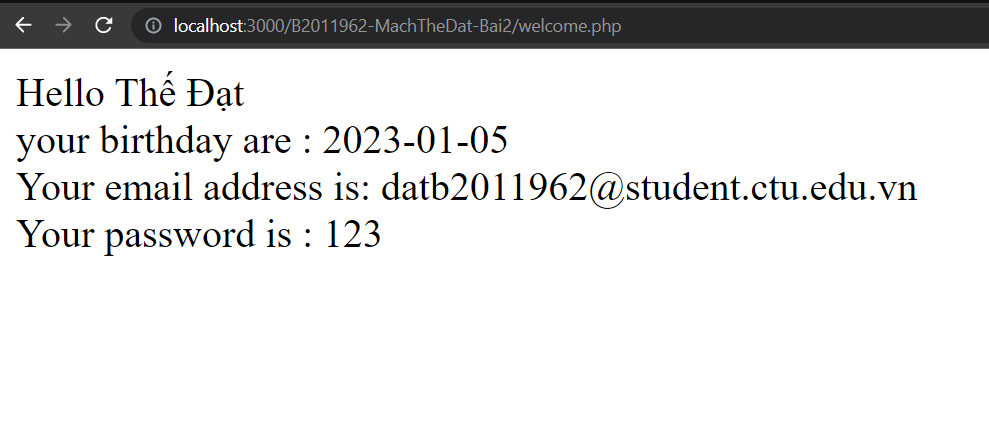 localhost:3000/B2011962-MachTheDat-Bai2/welcome.php
Hello Thế Đạt
your birthday are : 2023-01-05
Your email address is: datb2011962@student.ctu.edu.vn
Your password is : 123